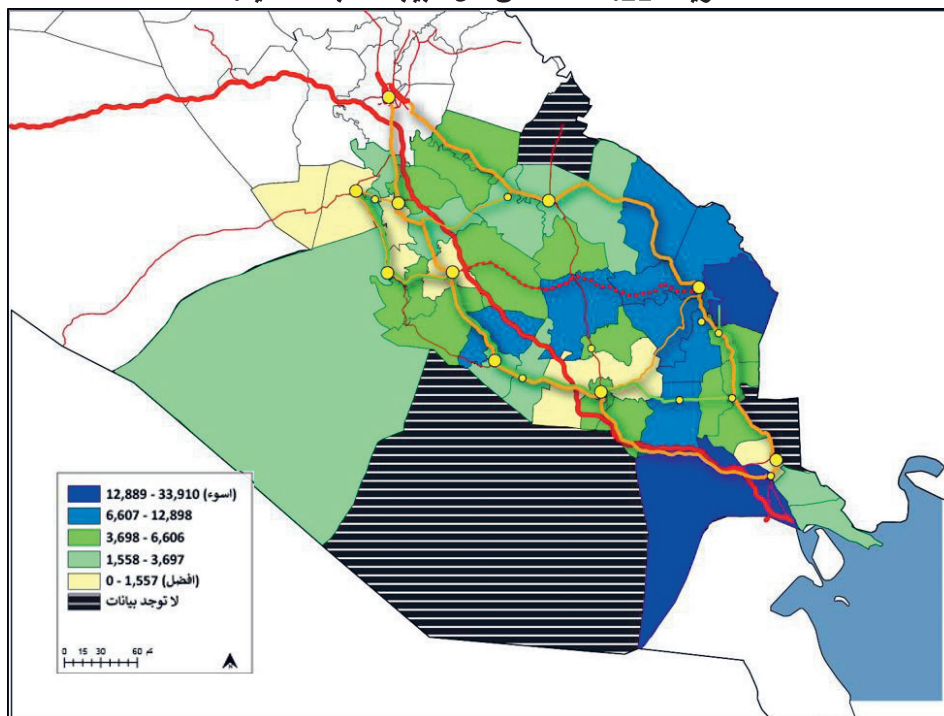 12,889 - 33,910 (اسوء)
6,607 - 12,898
3,698 - 6,606
1,558 - 3,697
0 - 1,557 (افضل)
لا توجد بيانات
0 15 30 60 كم